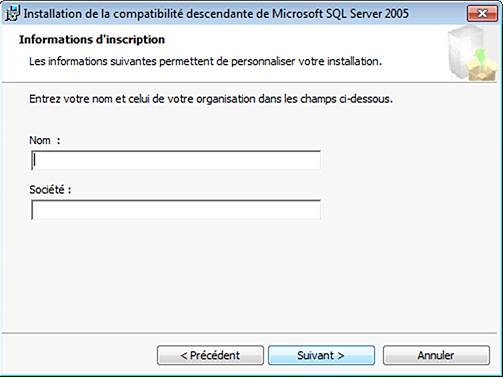 Installation de la compatibilité descendante de Microsoft SQL Server 2005
Informations d'inscription
Les informations suivantes permettent de personnaliser votre installation.
Entrez votre nom et celui de votre organisation dans les champs ci-dessous.
Nom :
Société :
< Précédent
Suivant >
Annuler